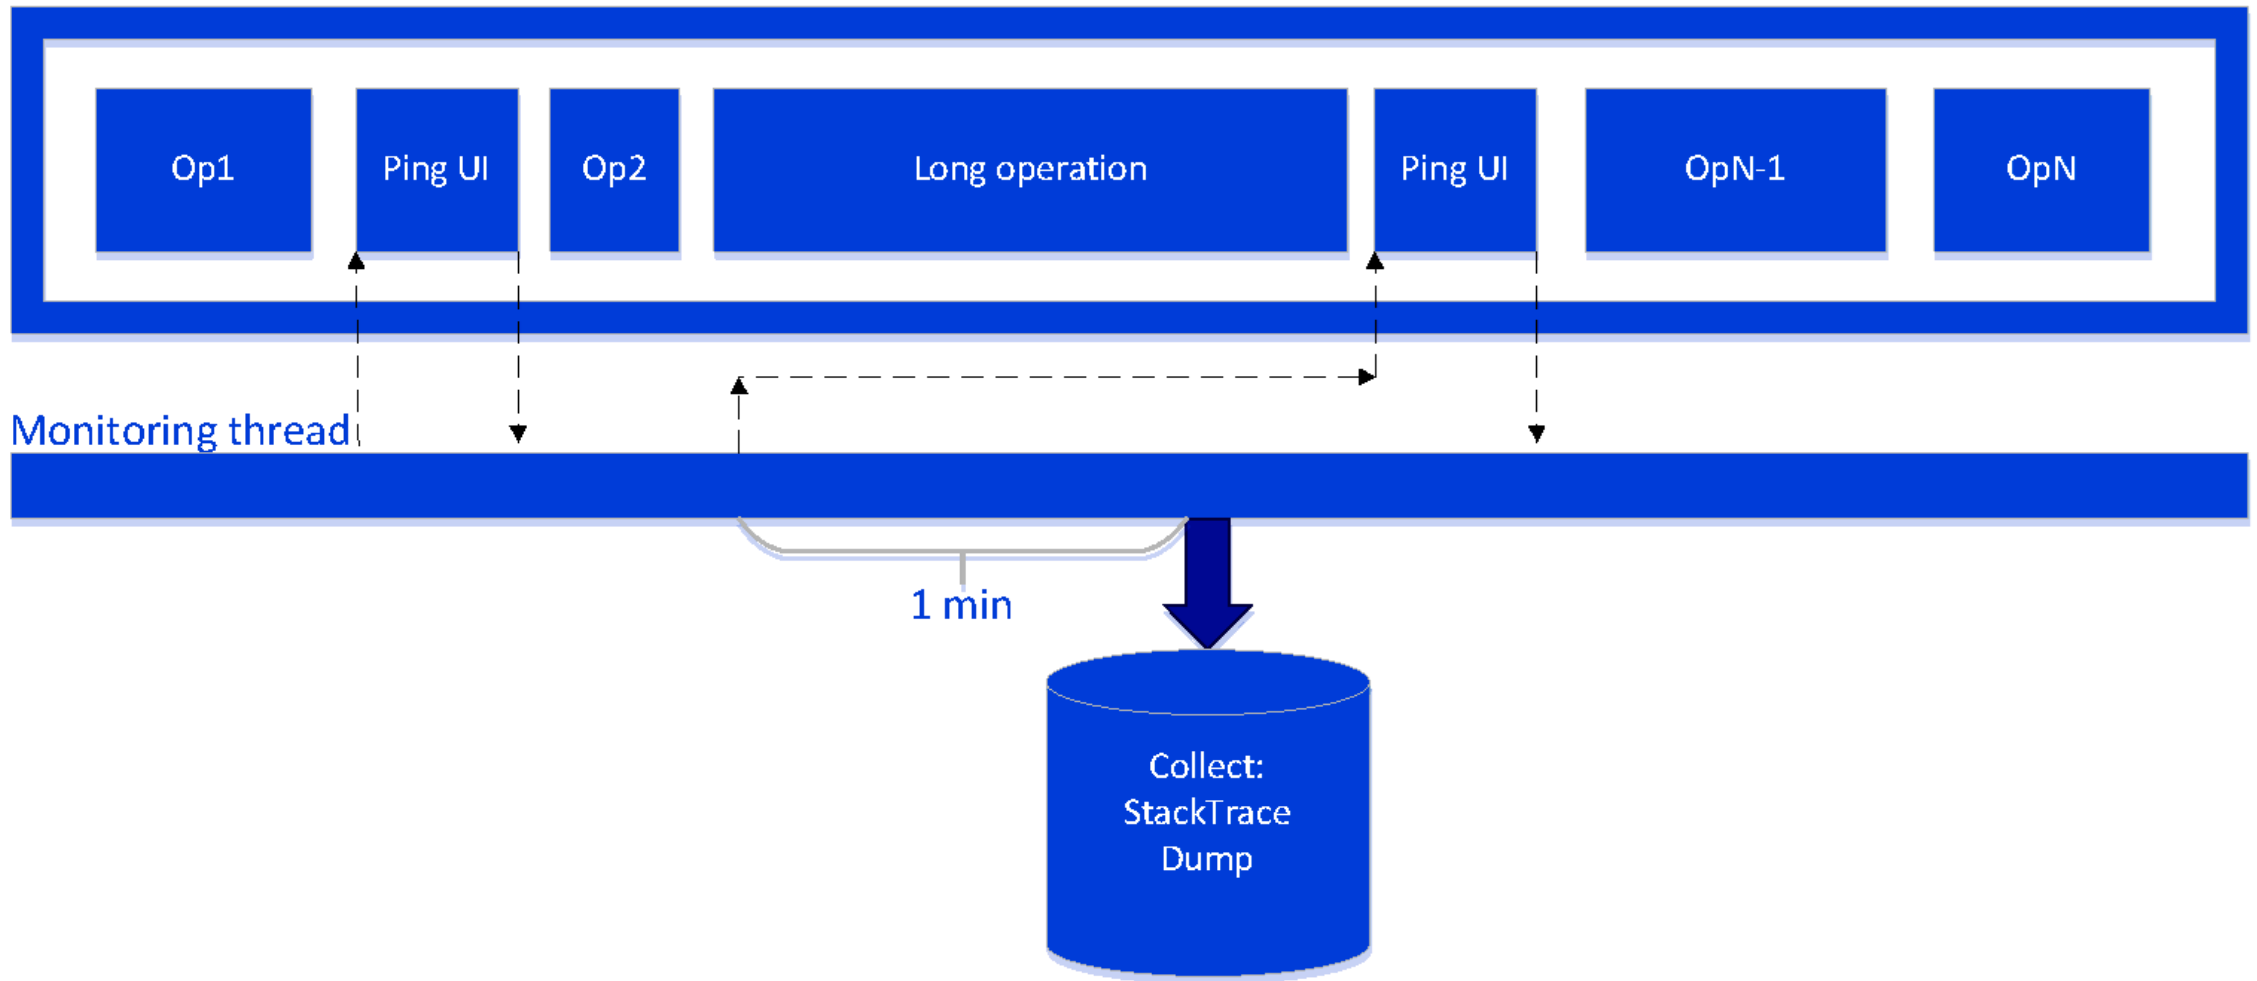 Op1
Ping UI
Op2
Long operation
Ping UI
OpN-1
OpN
Monitoring thread
1 min
Collect:
StackTrace
Dump